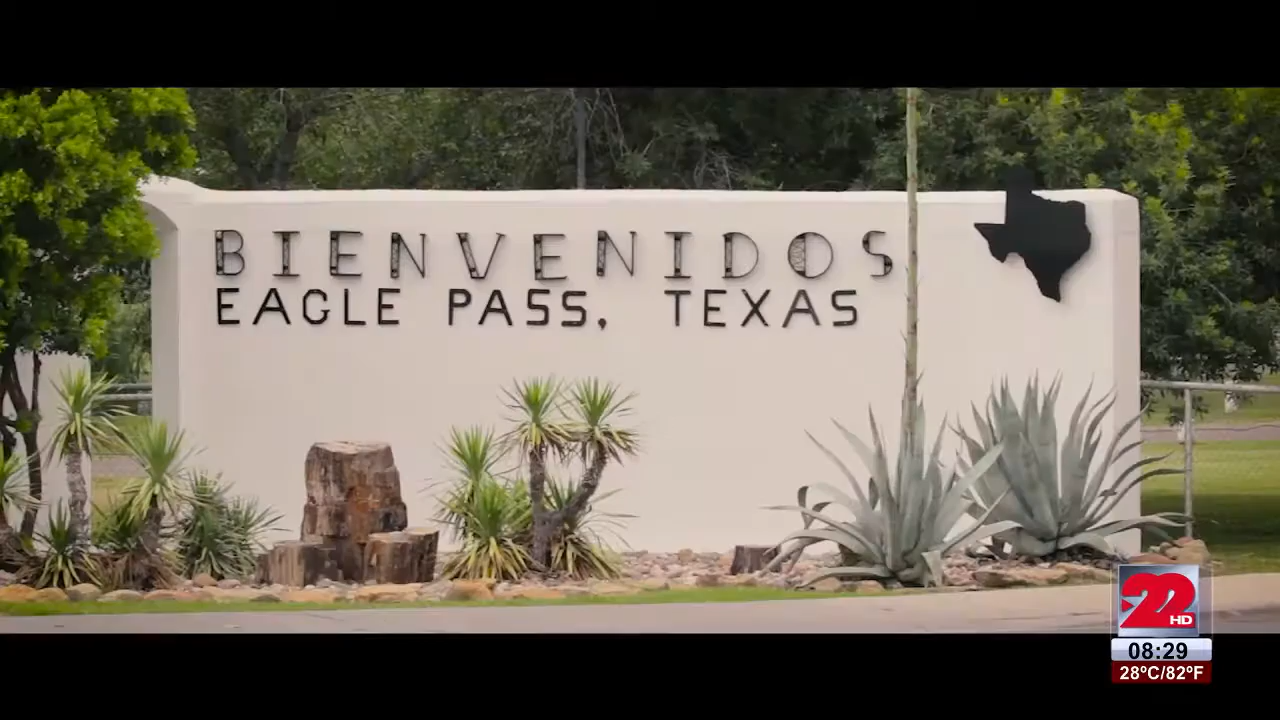 BIENVENIDOS
EAGLE PASS, TEXAS
22
HD
08:29
28°C/82°F